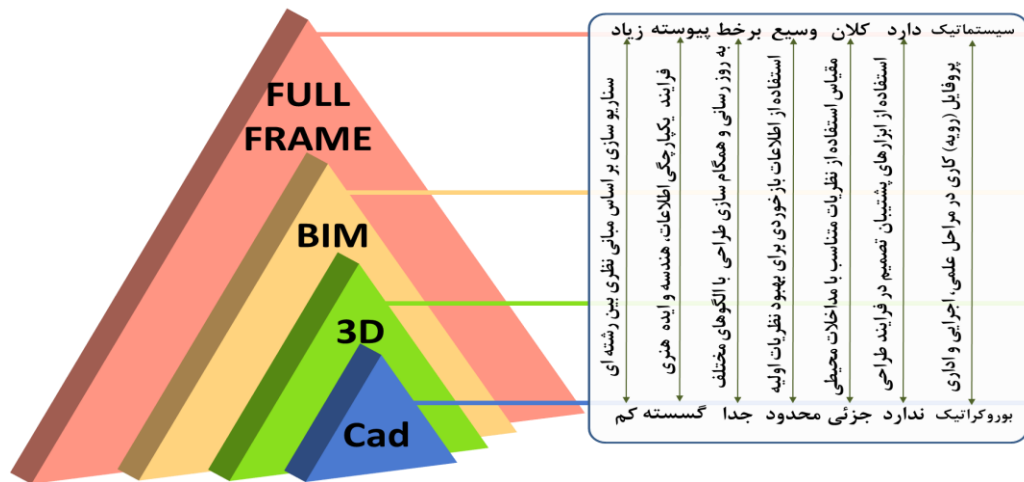 FULL
FRAME
BIM
3D
Cad
سیستماتیک
دارد
کلان
وسیع
برخط
پیوسته
زیاد
پروفایل (رویه) کاری در مراحل علمی، اجرایی و اداری
استفاده از ابزارهای پشتیبان تصمیم در فرایند طراحی
مقیاس استفاده از نظریات متناسب با مداخلات محیطی
استفاده از اطلاعات بازخوردی برای بهبود نظریات اولیه
به روز رسانی و همگام سازی طراحی با الگوهای مختلف
فرایند یکپارچگی اطلاعات، هندسه و ایده هنری
سناریو سازی بر اساس مبانی نظری بین رشته ای
بوروکراتیک
ندارد
جزئی
محدود
جدا
گسسته
کم